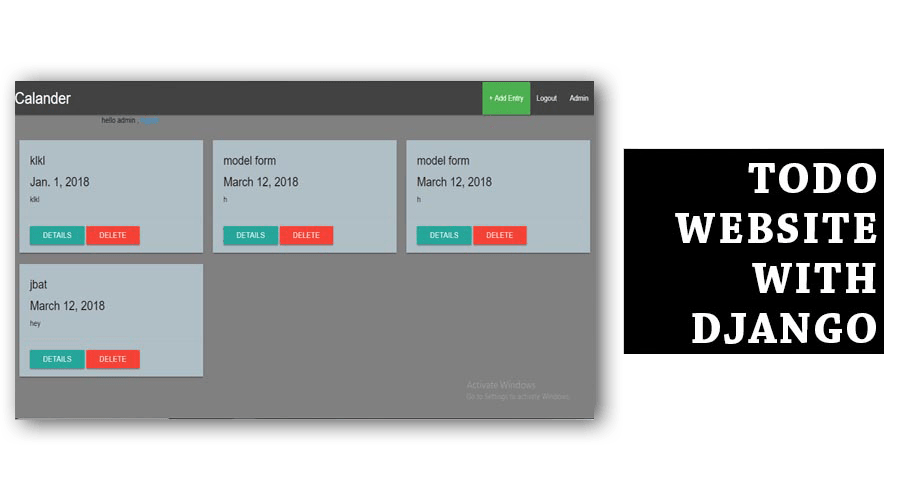 Calander
+ Add Entry Logout Admin
hello admin ,
klkl
Jan. 1, 2018
klkl
DETAILS DELETE
model form
March 12, 2018
h
DETAILS DELETE
model form
March 12, 2018
h
DETAILS DELETE
jbat
March 12, 2018
hey
DETAILS DELETE
Activate Windows
Go to Settings to activate Windows.
TODO
WEBSITE
WITH
DJANGO